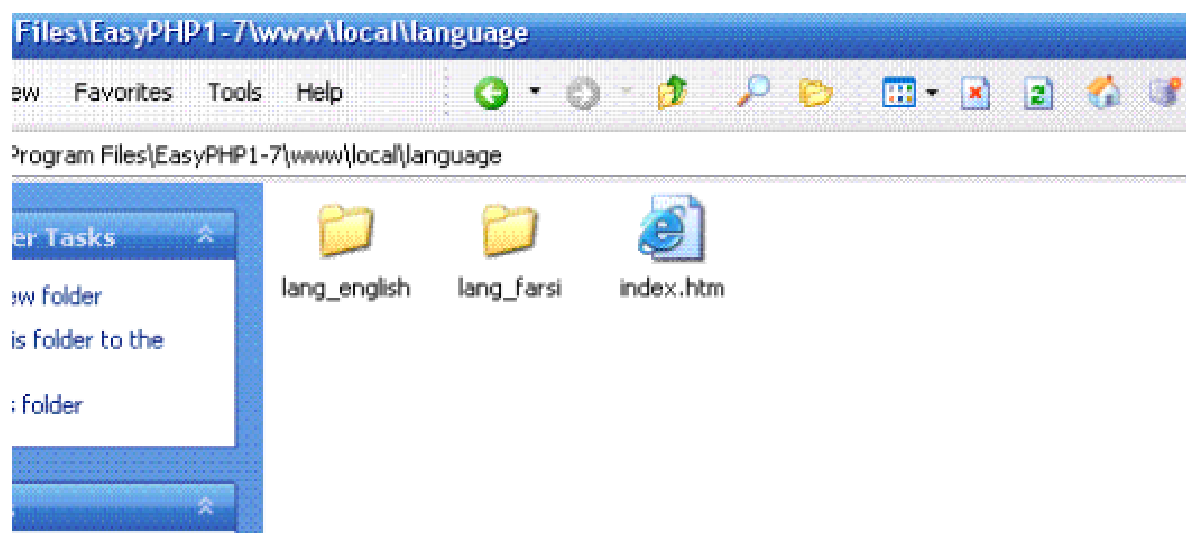 Files\EasyPHP1-7\www\local\language
ew Favorites Tools Help
Program Files\EasyPHP1-7\www\local\language
er Tasks
ew folder
is folder to the
s folder
lang_english lang_farsi index.htm